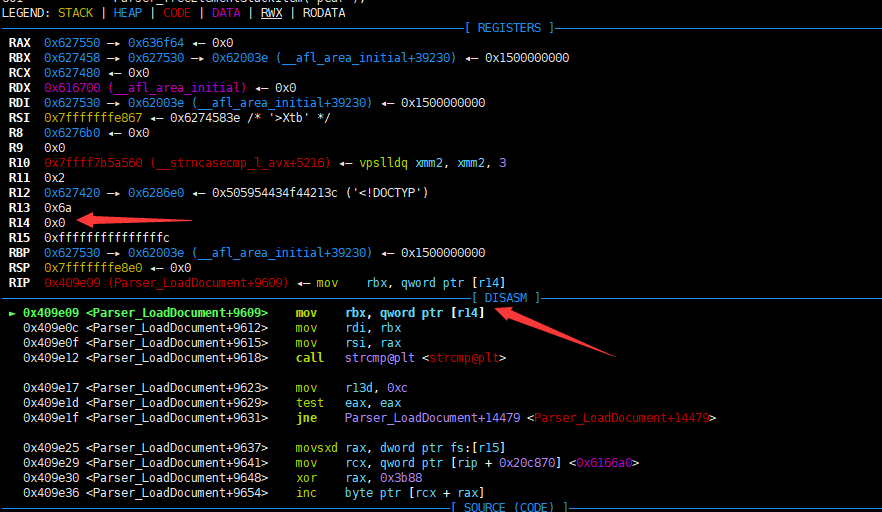 LEGEND: STACK | HEAP | CODE | DATA | RWX | RODATA
[ REGISTERS ]
RAX 0x627550 —▸ 0x636f64 ◂— 0x0
RBX 0x627458 —▸ 0x627530 —▸ 0x62003e (__afl_area_initial+39230) ◂— 0x1500000000
RCX 0x627480 ◂— 0x0
RDX 0x616700 (__afl_area_initial) ◂— 0x0
RDI 0x627530 —▸ 0x62003e (__afl_area_initial+39230) ◂— 0x1500000000
RSI 0x7fffffffe867 ◂— 0x6274583e /* '>Xtb' */
R8 0x6276b0 ◂— 0x0
R9 0x0
R10 0x7ffff7b5a560 (__strncasecmp_l_avx+5216) ◂— vpslldq xmm2, xmm2, 3
R11 0x2
R12 0x627420 —▸ 0x6286e0 ◂— 0x505954434f44213c ('<!DOCTYP')
R13 0x6a
R14 0x0
R15 0xfffffffffffffffc
RBP 0x627530 —▸ 0x62003e (__afl_area_initial+39230) ◂— 0x1500000000
RSP 0x7fffffffe8e0 ◂— 0x0
RIP 0x409e09 (Parser_LoadDocument+9609) ◂— mov rbx, qword ptr [r14]
[ DISASM ]
► 0x409e09 <Parser_LoadDocument+9609> mov rbx, qword ptr [r14]
0x409e0c <Parser_LoadDocument+9612> mov rdi, rbx
0x409e0f <Parser_LoadDocument+9615> mov rsi, rax
0x409e12 <Parser_LoadDocument+9618> call strcmp@plt <strcmp@plt>
0x409e17 <Parser_LoadDocument+9623> mov r13d, 0xc
0x409e1d <Parser_LoadDocument+9629> test eax, eax
0x409e1f <Parser_LoadDocument+9631> jne Parser_LoadDocument+14479 <Parser_LoadDocument+14479>
0x409e25 <Parser_LoadDocument+9637> movsxd rax, dword ptr fs:[r15]
0x409e29 <Parser_LoadDocument+9641> mov rcx, qword ptr [rip + 0x20c870] <0x6166a0>
0x409e30 <Parser_LoadDocument+9648> xor rax, 0x3b88
0x409e36 <Parser_LoadDocument+9654> inc byte ptr [rcx + rax]
[ SOURCE (CODE) ]